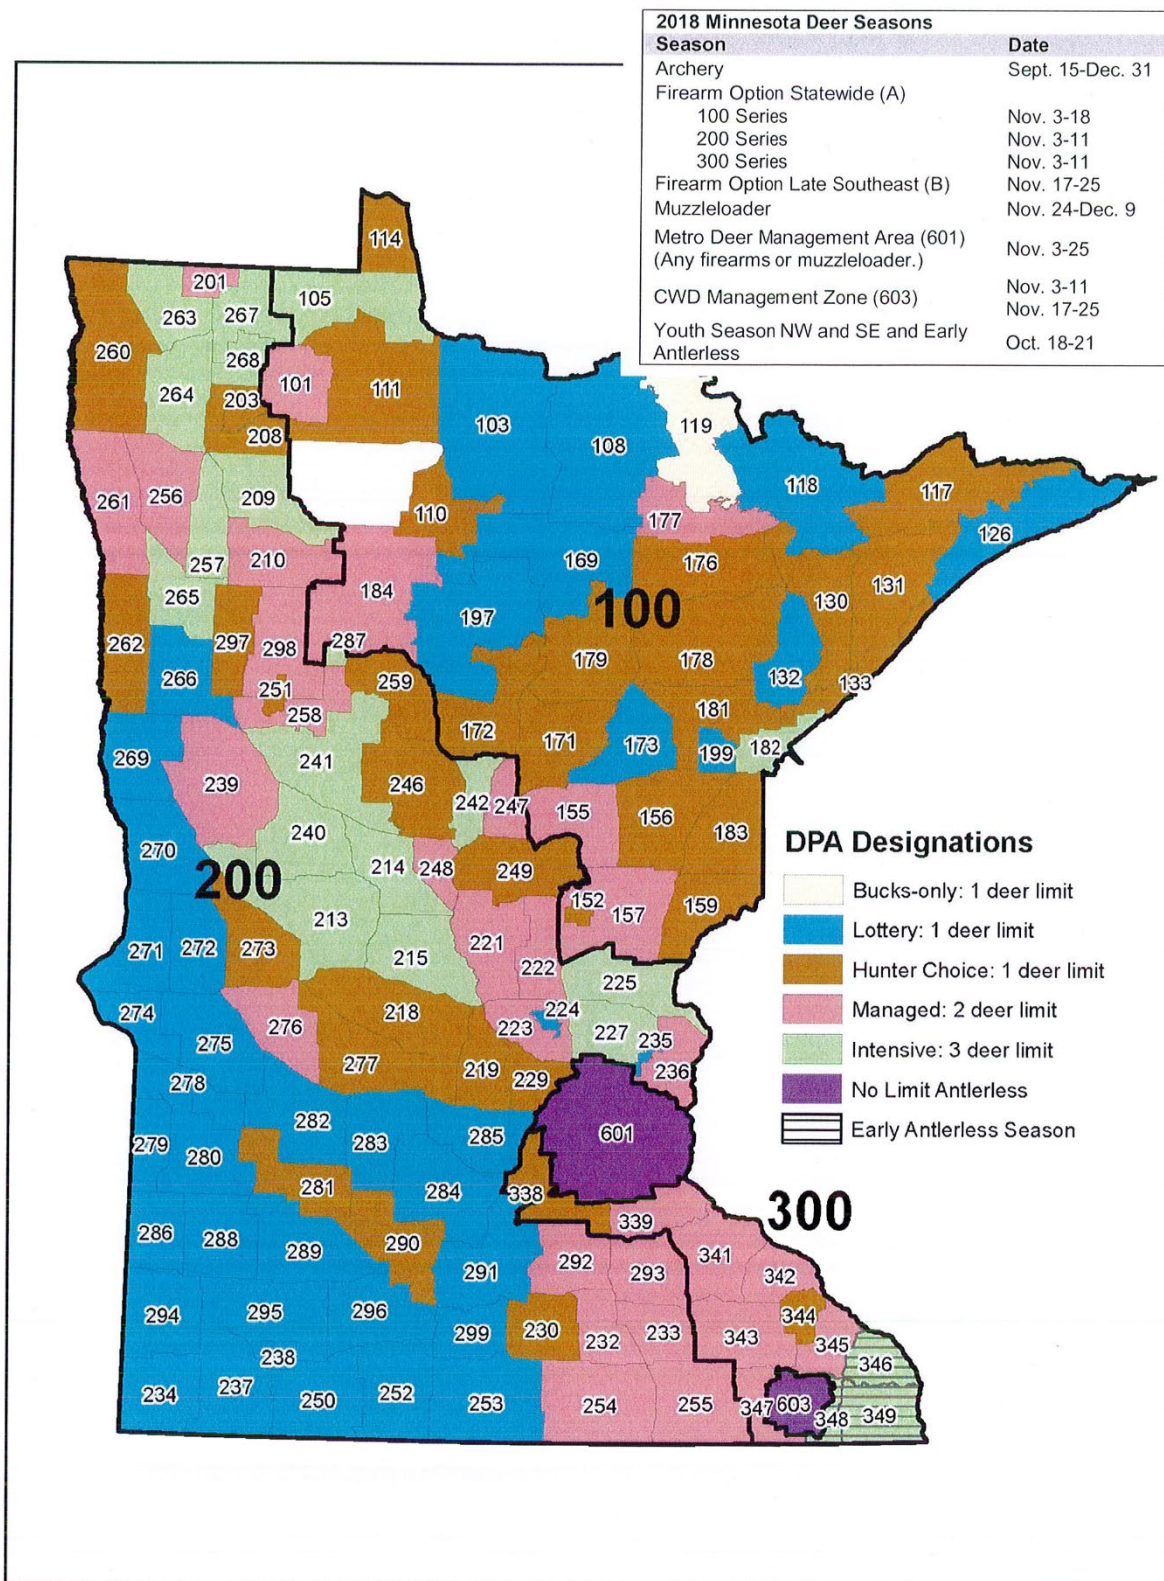 2018 Minnesota Deer Seasons
Season Date
Archery Sept. 15-Dec. 31
Firearm Option Statewide (A)
100 Series Nov. 3-18
200 Series Nov. 3-11
300 Series Nov. 3-11
Firearm Option Late Southeast (B) Nov. 17-25
Muzzleloader Nov. 24-Dec. 9
Metro Deer Management Area (601)
(Any firearms or muzzleloader.) Nov. 3-25
CWD Management Zone (603) Nov. 3-11
Nov. 17-25
Youth Season NW and SE and Early
Antlerless Oct. 18-21
114
201 105
263 267
260 268 101 111
264 203 103 108 119
208
261 256 209 110 177 118 117
126
257 210 169 176
265 184 197 100 130 131
262 297 298 287 179 178
266 251 259 132 133
258 172 171 181
269 241 173 199 182
239 246 242 247 155 156 183
240
270 214 248 249
200
213 221 152 157 159
271 272 273 215 222
225
274 218 224
275 276 223 227 235
278 277 219 229 236
282 601
279 280 283 285
281 284 338
286 288 289 290 339
291 292 293 341
342
294 295 296 299 230 232 233 343 344
345
238 346
234 237 250 252 253 254 255 347 603 348 349
300
DPA Designations
Bucks-only: 1 deer limit
Lottery: 1 deer limit
Hunter Choice: 1 deer limit
Managed: 2 deer limit
Intensive: 3 deer limit
No Limit Antlerless
Early Antlerless Season